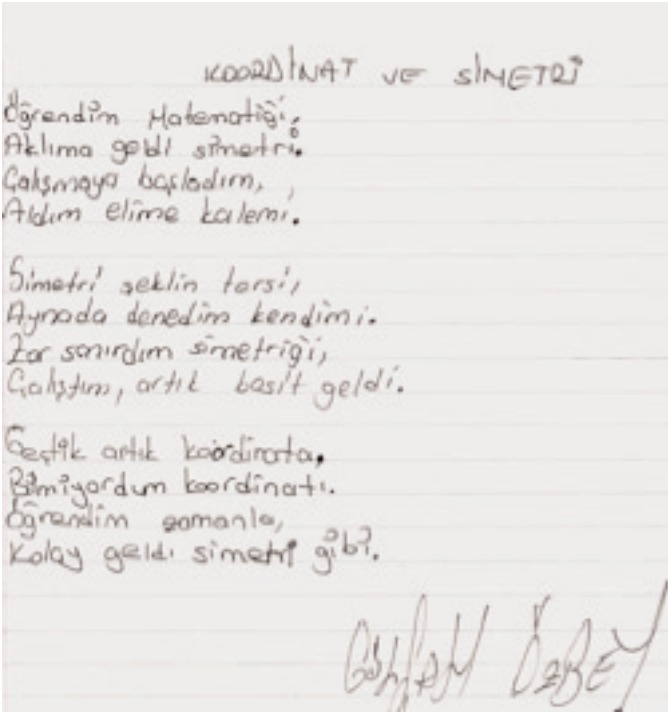 KOORDİNAT VE SİMETRİ
Öğrendim Matematiği,
Aklıma geldi simetri.
Çalışmaya başladım,
Aldım elime kalemi.
Simetri şeklin tersi,
Aynada denedim kendimi.
Zor sanırdım simetriği,
Çalıştım, artık basit geldi.
Geçtik artık koordinata,
Bilmiyordum koordinatı.
Öğrendim zamanla,
Kolay geldi simetri gibi.
ÖZBEY